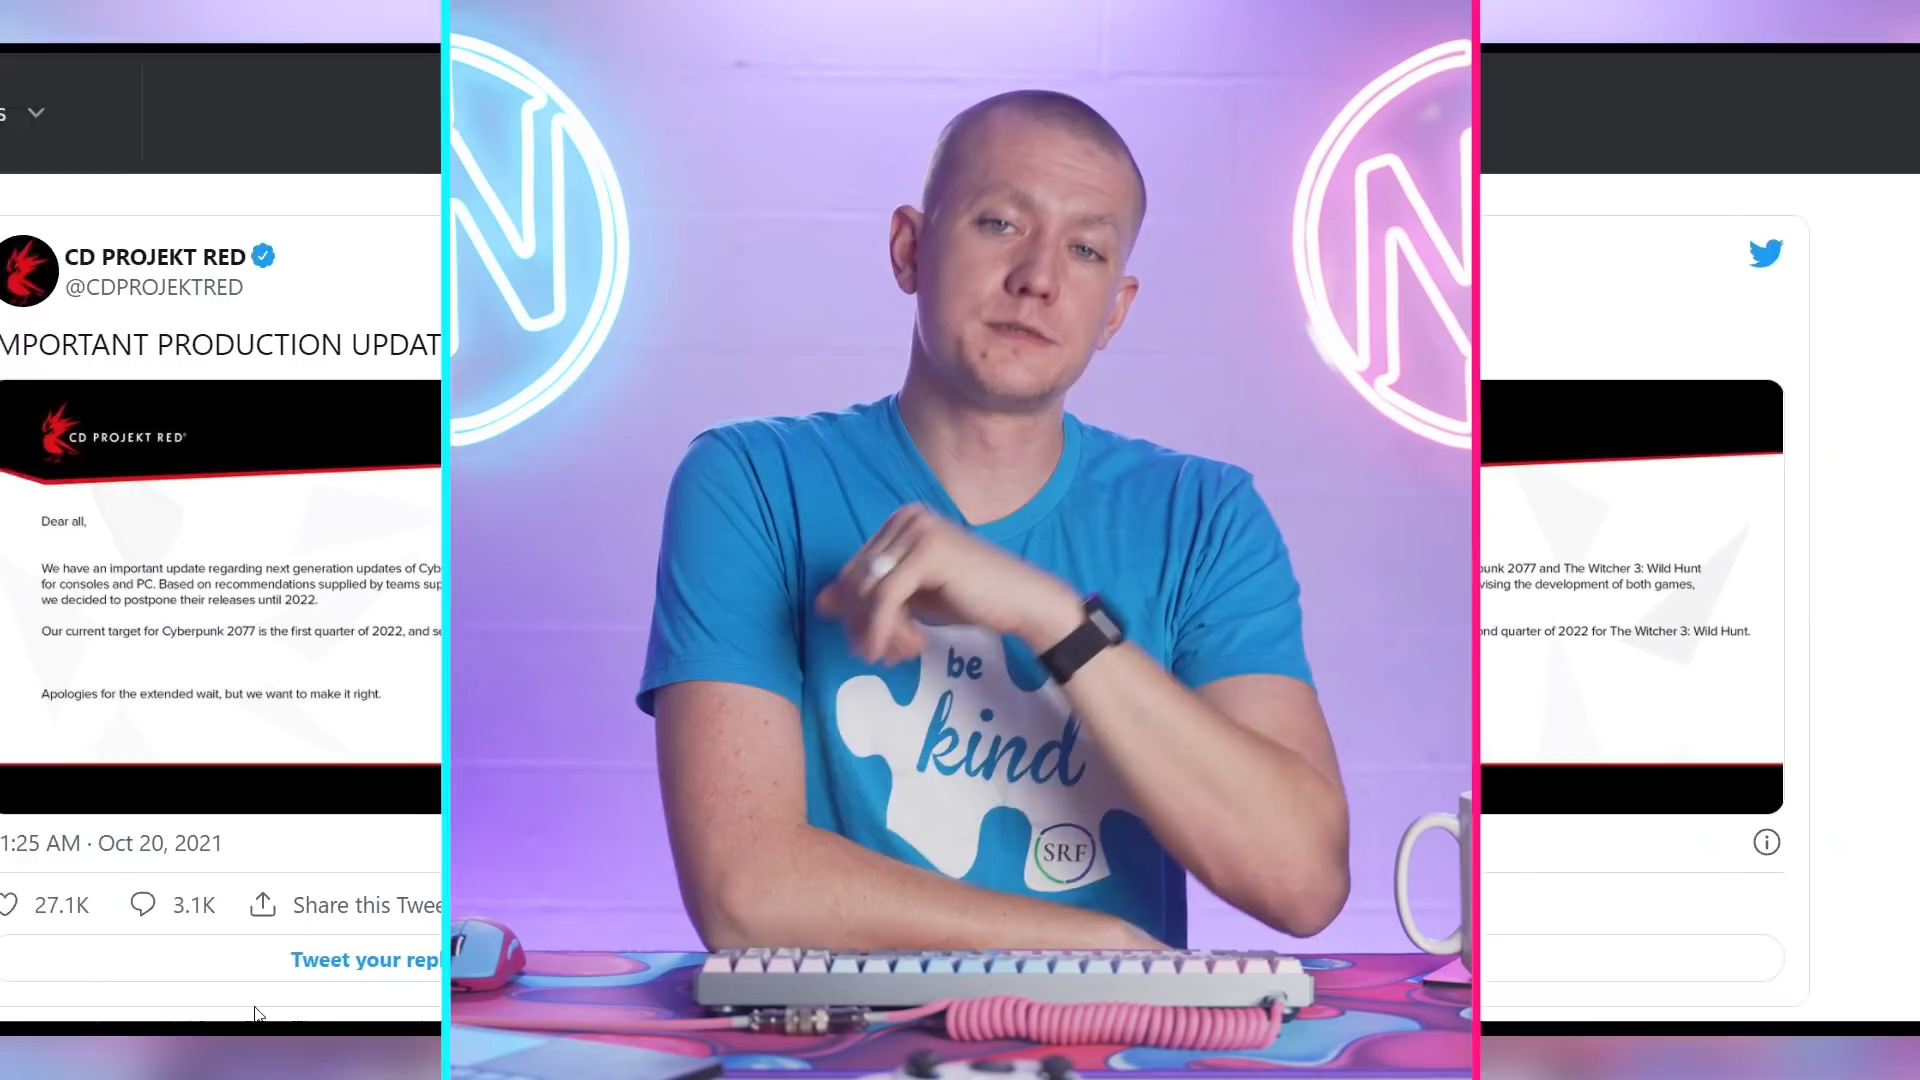 s
CD PROJEKT RED
@CDPROJEKTRED
MPORTANT PRODUCTION UPDAT
CD PROJEKT RED®
Dear all,
We have an important update regarding next generation updates of Cyb
unk 2077 and The Witcher 3: Wild Hunt
for consoles and PC. Based on recommendations supplied by teams sup
vising the development of both games,
we decided to postpone their releases until 2022.
Our current target for Cyberpunk 2077 is the first quarter of 2022, and se
ond quarter of 2022 for The Witcher 3: Wild Hunt.
Apologies for the extended wait, but we want to make it right.
1:25 AM · Oct 20, 2021
27.1K 3.1K Share this Twee
Tweet your repl
N
N
be
kind
SRF